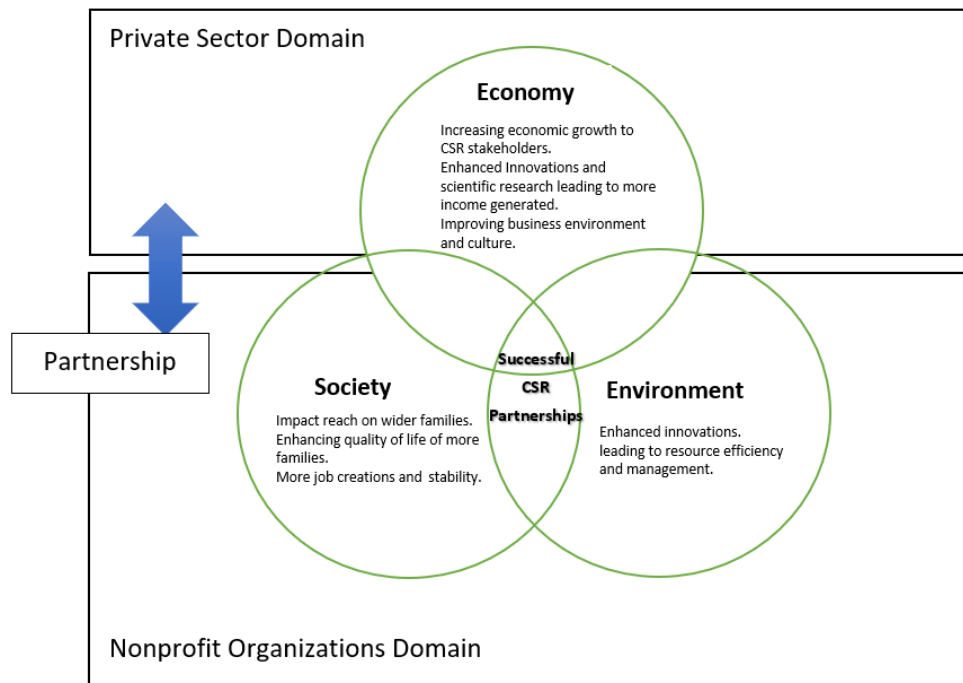 Private Sector Domain
Economy
Increasing economic growth to
CSR stakeholders.
Enhanced Innovations and
scientific research leading to more
income generated.
Improving business environment
and culture.
Partnership
Successful
CSR
Partnerships
Society
Impact reach on wider families.
Enhancing quality of life of more
families.
More job creations and stability.
Environment
Enhanced innovations.
leading to resource efficiency
and management.
Nonprofit Organizations Domain